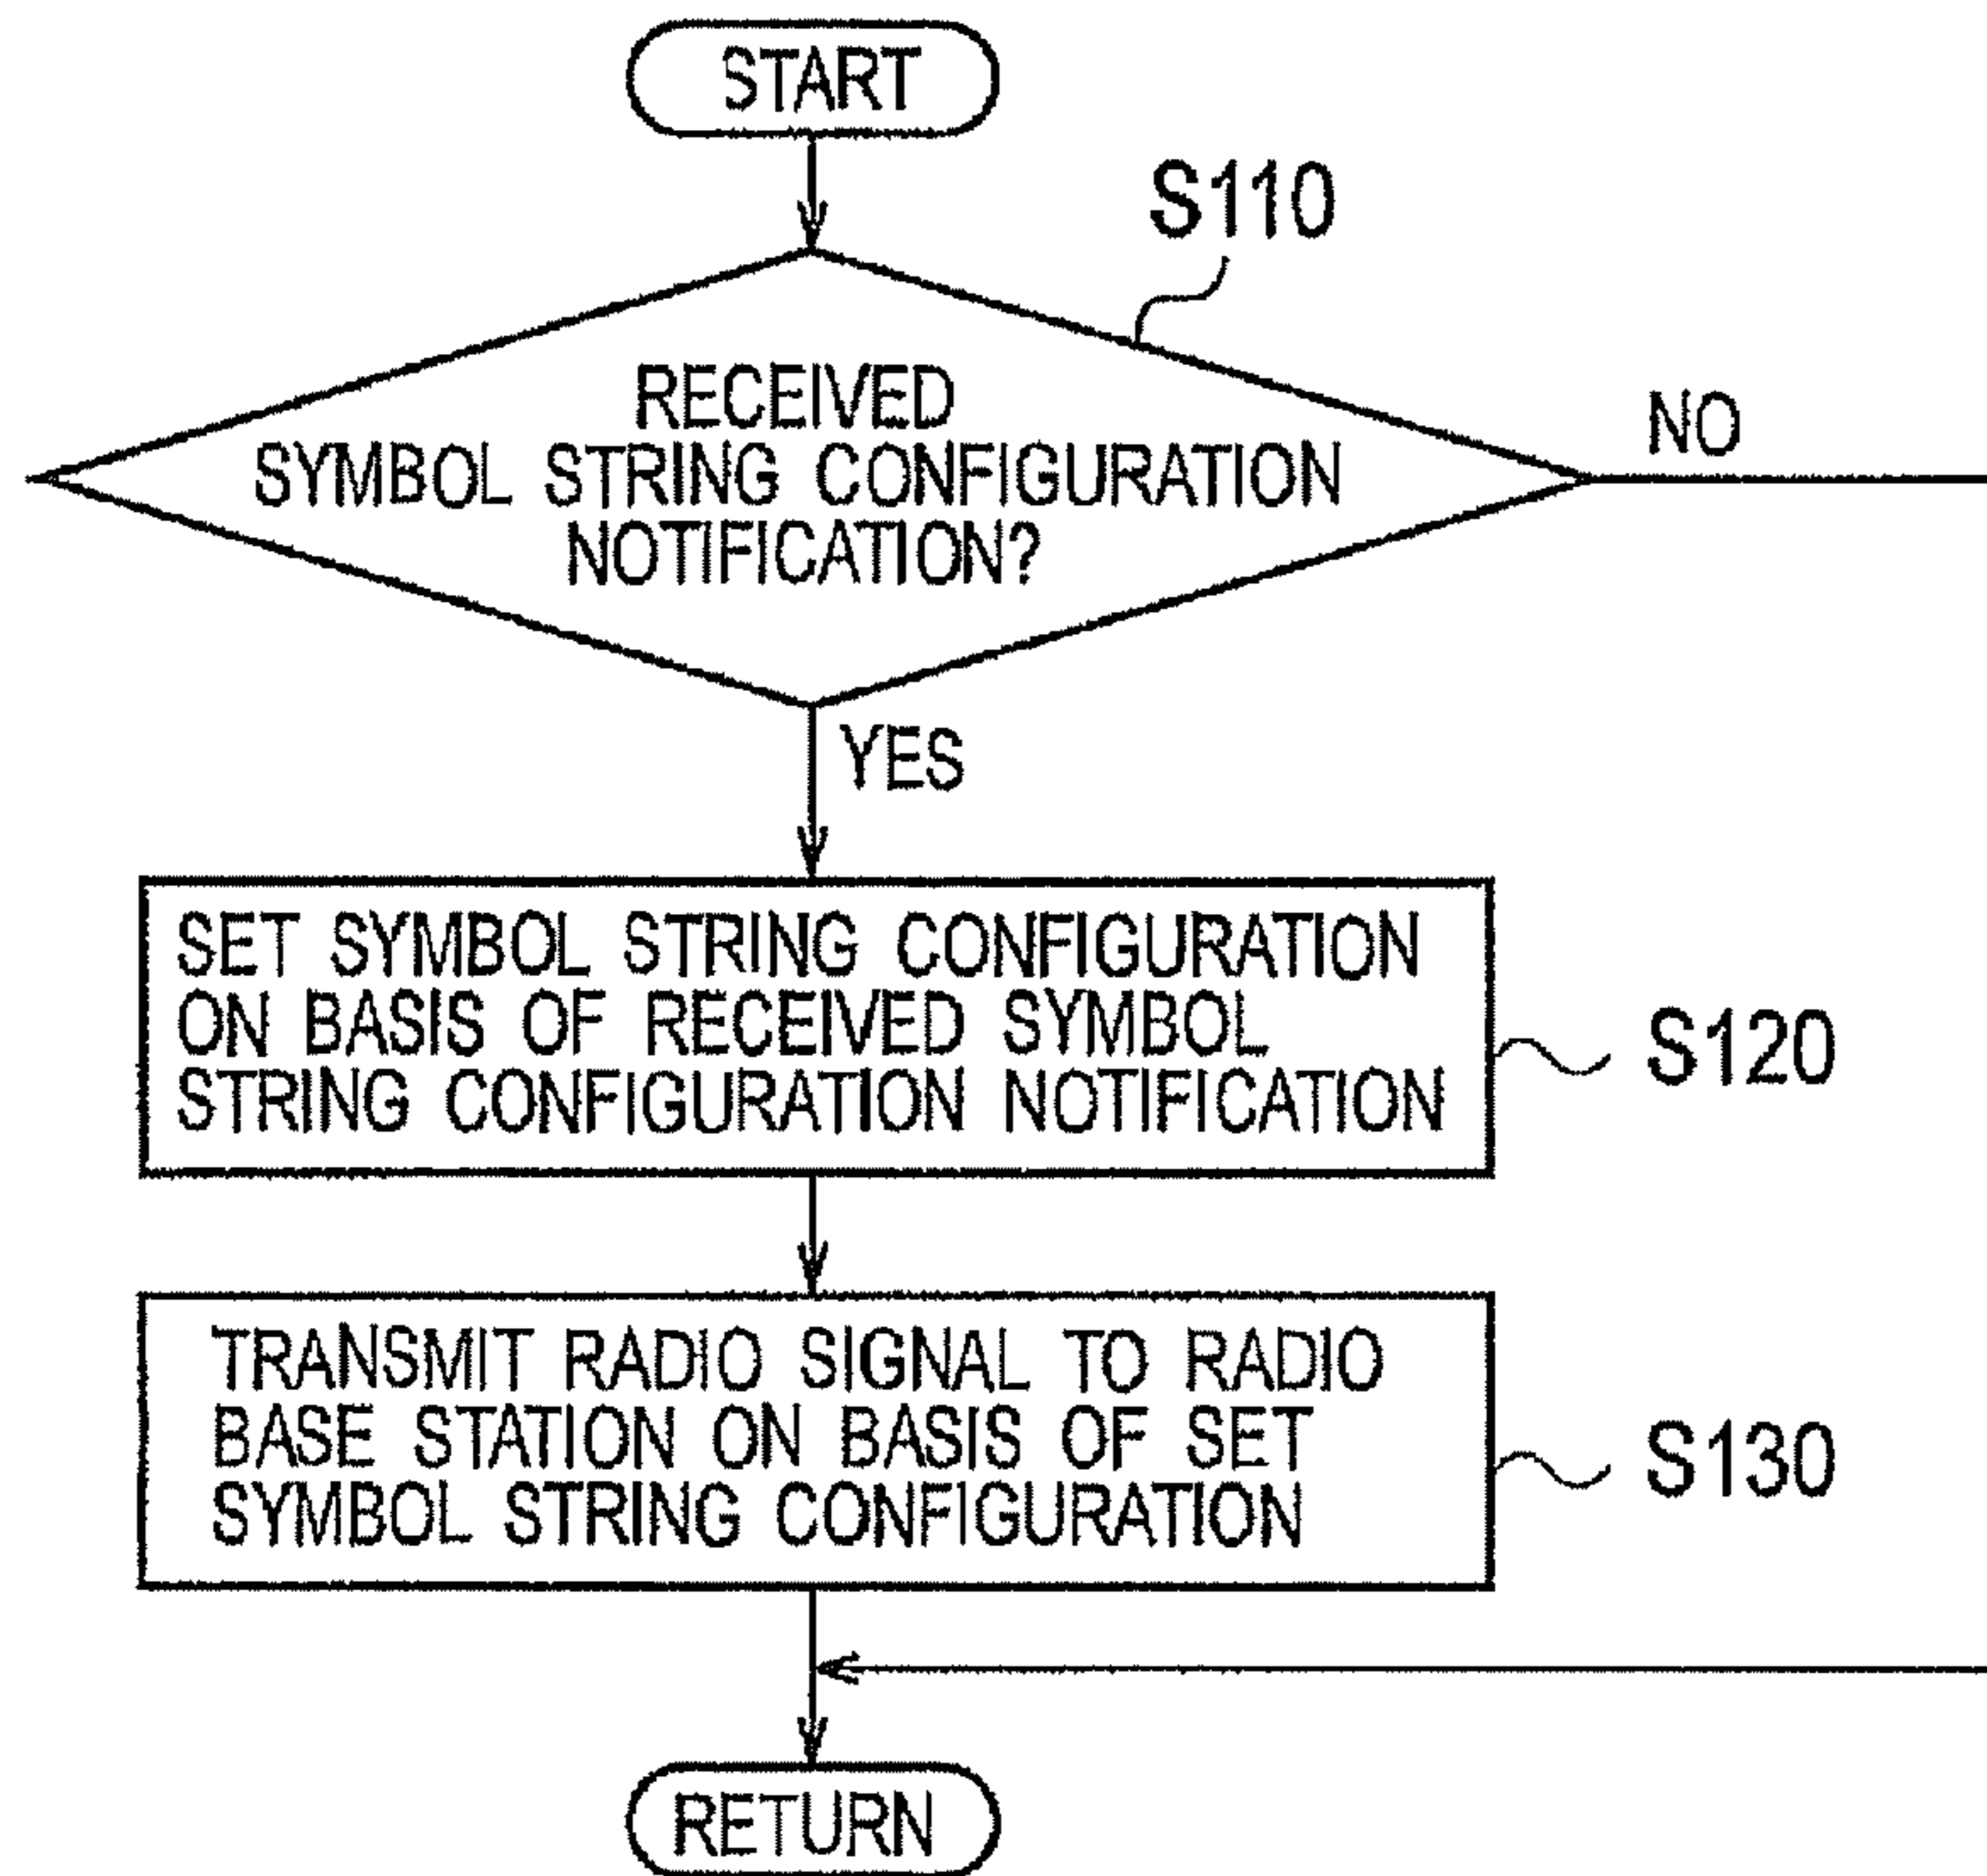 START
S110
RECEIVED
SYMBOL STRING CONFIGURATION
NOTIFICATION?
NO
YES
SET SYMBOL STRING CONFIGURATION
ON BASIS OF RECEIVED SYMBOL
STRING CONFIGURATION NOTIFICATION
S120
TRANSMIT RADIO SIGNAL TO RADIO
BASE STATION ON BASIS OF SET
SYMBOL STRING CONFIGURATION
S130
RETURN